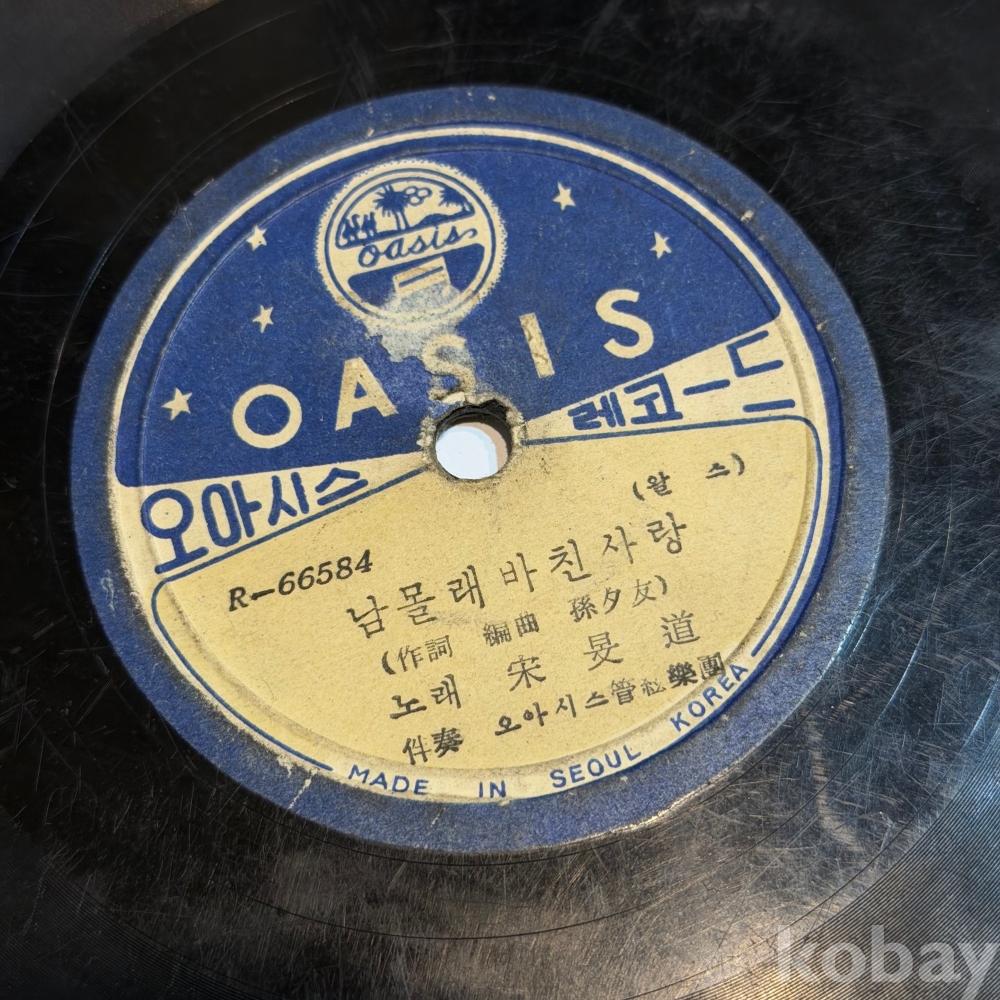 oasis
OASIS
오아시스 레코ード
(왈스)
R-66584
남몰래바친사랑
(作詞 編曲 孫夕友)
노래 宋旻道
伴奏 오아시스管絃樂團
MADE IN SEOUL KOREA
kobay